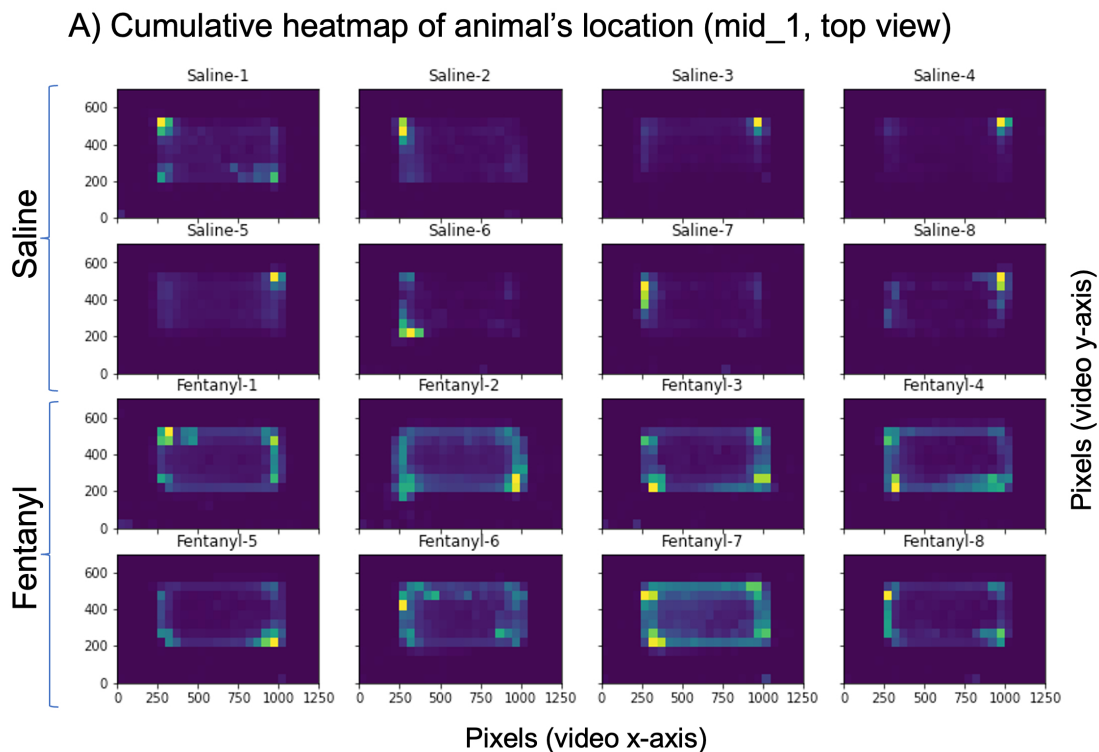 A) Cumulative heatmap of animal’s location (mid_1, top view)
Saline
Saline-1 Saline-2 Saline-3 Saline-4
600
400
200
0
Saline-5 Saline-6 Saline-7 Saline-8
600
400
200
0
Fentanyl
Fentanyl-1 Fentanyl-2 Fentanyl-3 Fentanyl-4
600
400
200
0
Fentanyl-5 Fentanyl-6 Fentanyl-7 Fentanyl-8
600
400
200
0
0 250 500 750 1000 1250 0 250 500 750 1000 1250 0 250 500 750 1000 1250 0 250 500 750 1000 1250
Pixels (video x-axis)
Pixels (video y-axis)